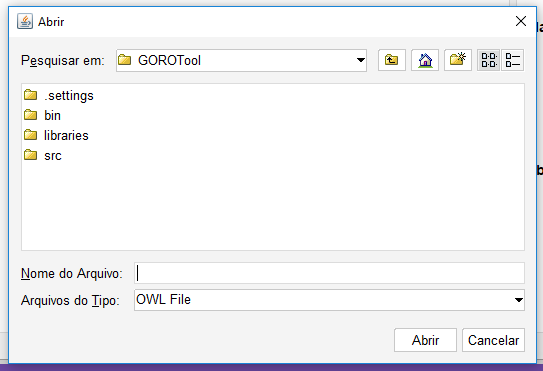 Abrir
Pesquisar em: GOROTool
.settings
bin
libraries
src
Nome do Arquivo:
Arquivos do Tipo: OWL File
Abrir Cancelar